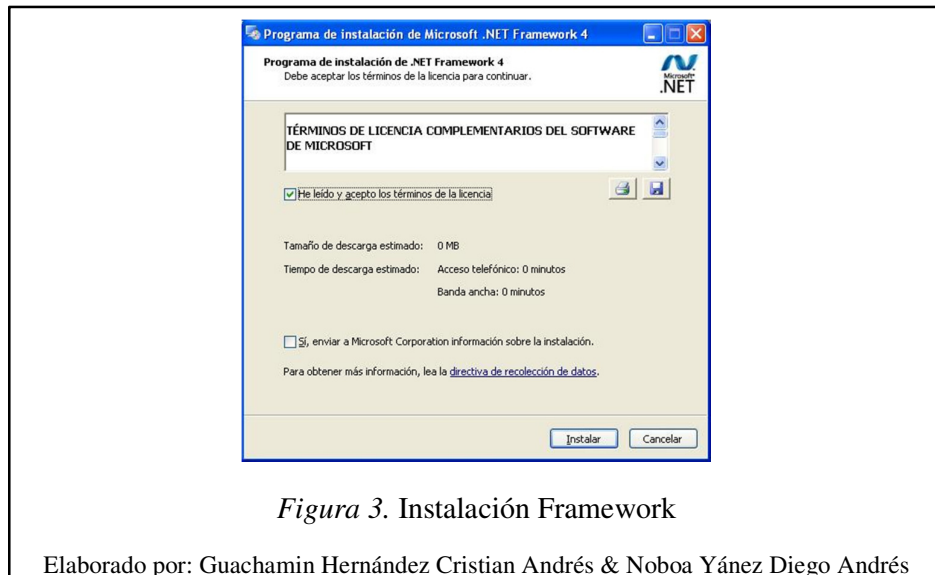 Programa de instalación de Microsoft .NET Framework 4
Programa de instalación de .NET Framework 4
Debe aceptar los términos de la licencia para continuar.
Microsoft
.NET
TÉRMINOS DE LICENCIA COMPLEMENTARIOS DEL SOFTWARE
DE MICROSOFT
He leído y acepto los términos de la licencia
Tamaño de descarga estimado: 0 MB
Tiempo de descarga estimado: Acceso telefónico: 0 minutos
Banda ancha: 0 minutos
Sí, enviar a Microsoft Corporation información sobre la instalación.
Para obtener más información, lea la directiva de recolección de datos.
Instalar Cancelar
Figura 3. Instalación Framework
Elaborado por: Guachamin Hernández Cristian Andrés & Noboa Yánez Diego Andrés